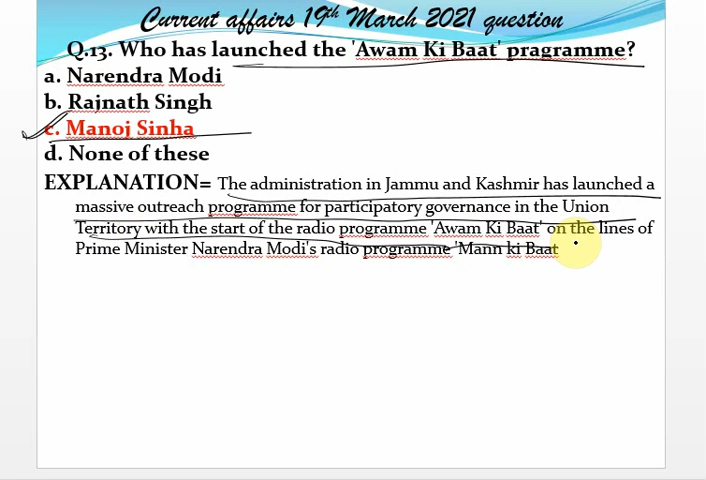 Current affairs 19th March 2021 question
Q.13. Who has launched the 'Awam Ki Baat' pragramme?
a. Narendra Modi
b. Rajnath Singh
c. Manoj Sinha
d. None of these
EXPLANATION= The administration in Jammu and Kashmir has launched a
massive outreach programme for participatory governance in the Union
Territory with the start of the radio programme 'Awam Ki Baat' on the lines of
Prime Minister Narendra Modi's radio programme 'Mann ki Baat